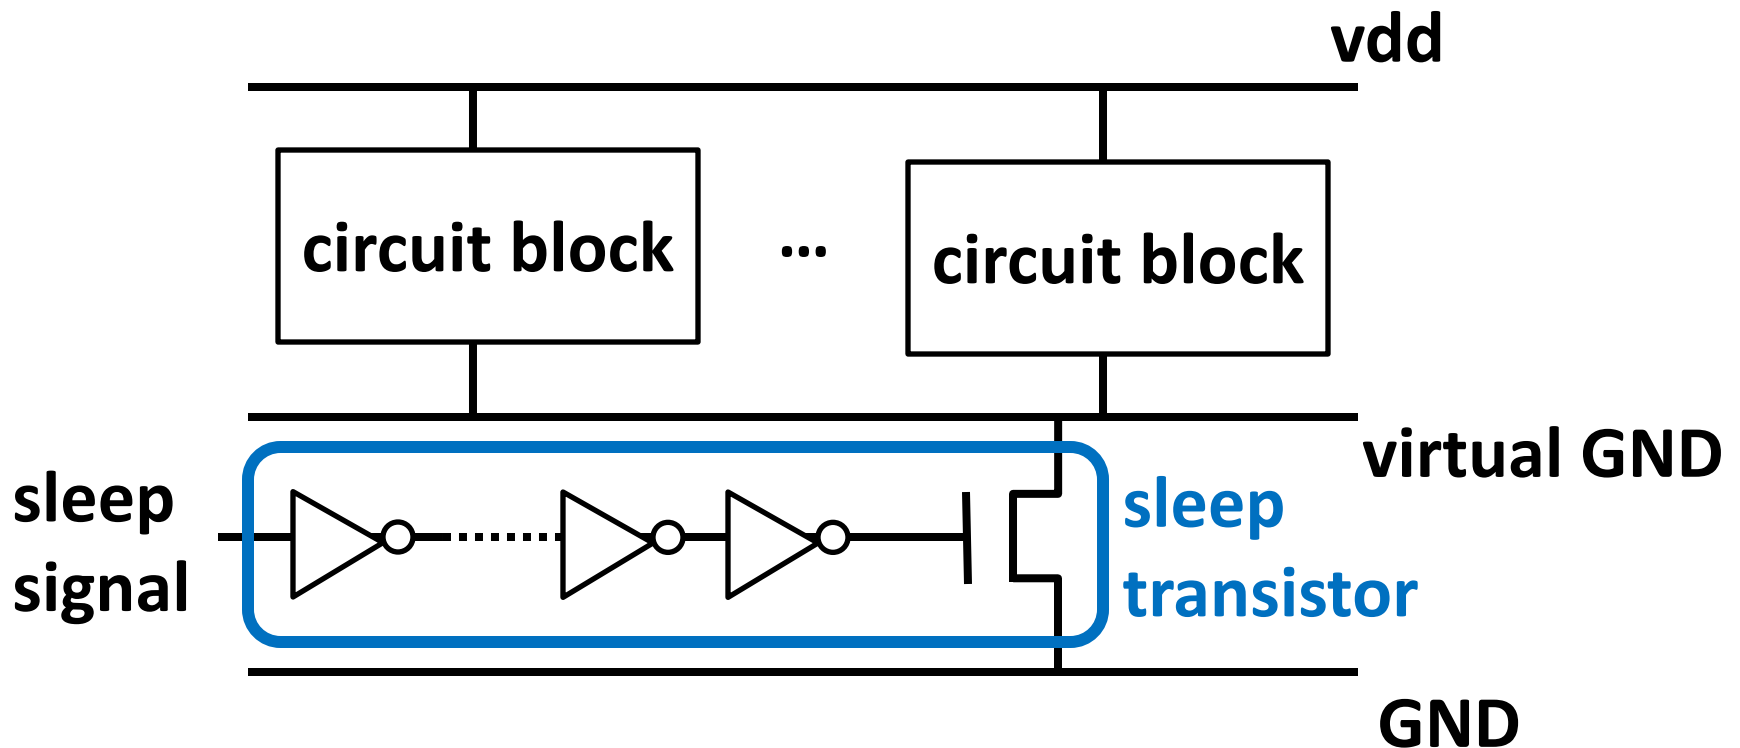 vdd
circuit block
...
circuit block
virtual GND
sleep
signal
sleep
transistor
GND